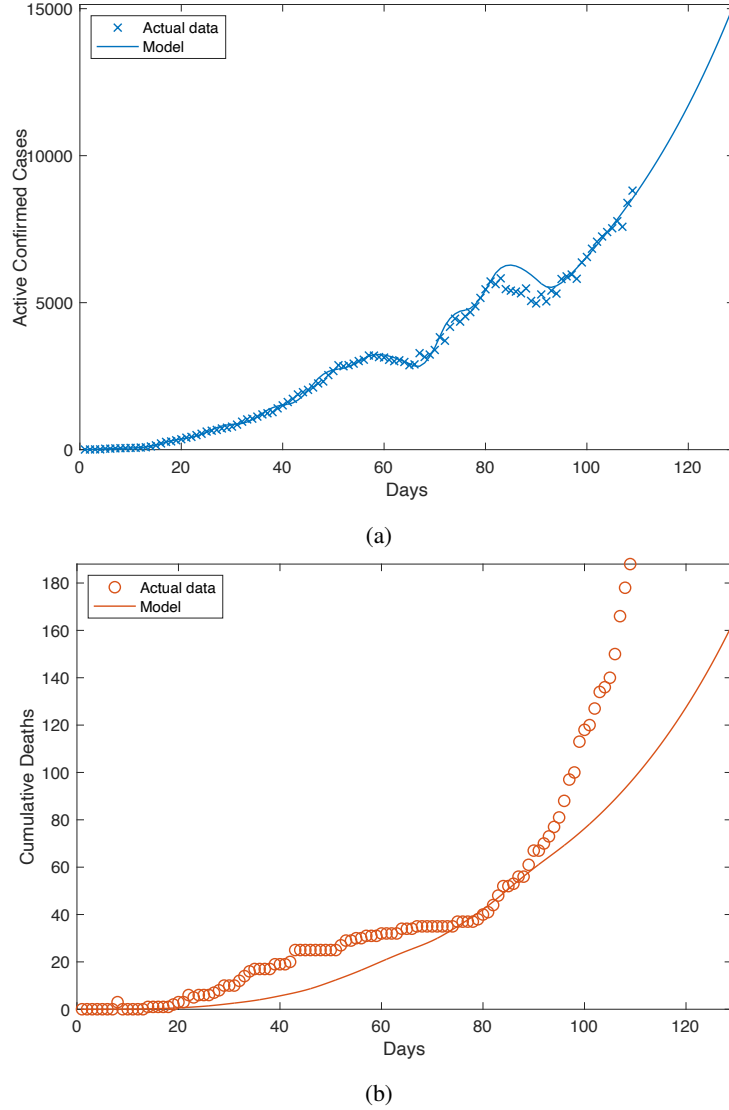 15000
10000
5000
0
Active Confirmed Cases
Actual data
Model
0 20 40 60 80 100 120
Days
(a)
180
160
140
120
100
80
60
40
20
0
Cumulative Deaths
Actual data
Model
0 20 40 60 80 100 120
Days
(b)